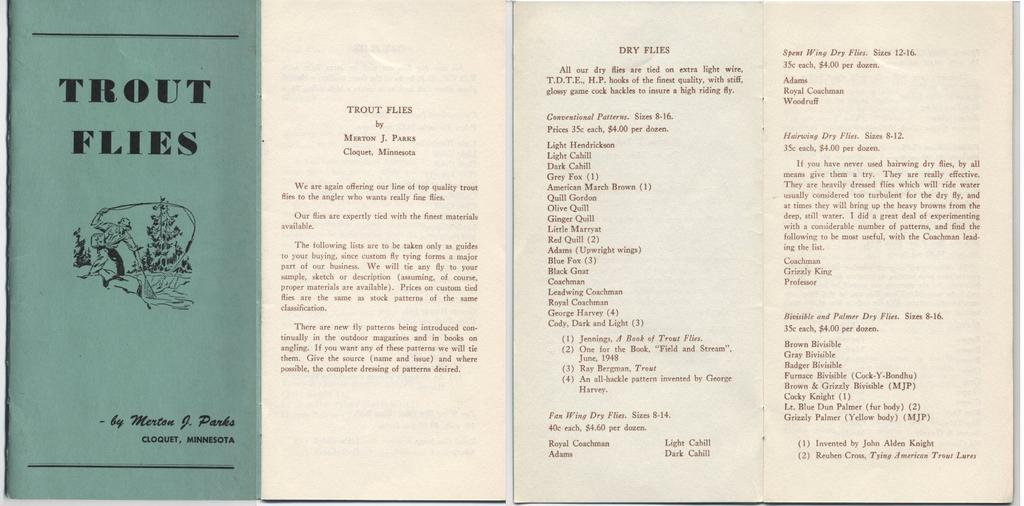 TROUT
FLIES
- by Merton J. Parks
CLOQUET, MINNESOTA
TROUT FLIES
by
MERTON J. PARKS
Cloquet, Minnesota
We are again offering our line of top quality trout
flies to the angler who wants really fine flies.
Our flies are expertly tied with the finest materials
available.
The following lists are to be taken only as guides
to your buying, since custom fly tying forms a major
part of our business. We will tie any fly to your
sample, sketch or description (assuming, of course,
proper materials are available). Prices on custom tied
flies are the same as stock patterns of the same
classification.
There are new fly patterns being introduced con-
tinually in the outdoor magazines and in books on
angling. If you want any of these patterns we will tie
them. Give the source (name and issue) and where
possible, the complete dressing of patterns desired.
DRY FLIES
All our dry flies are tied on extra light wire,
T.D.T.E., H.P. hooks of the finest quality, with stiff,
glossy game cock hackles to insure a high riding fly.
Conventional Patterns. Sizes 8-16.
Prices 35c each, $4.00 per dozen.
Light Hendrickson
Light Cahill
Dark Cahill
Grey Fox (1)
American March Brown (1)
Quill Gordon
Olive Quill
Ginger Quill
Little Marryat
Red Quill (2)
Adams (Upwright wings)
Blue Fox (3)
Black Gnat
Coachman
Leadwing Coachman
Royal Coachman
George Harvey (4)
Cody, Dark and Light (3)
(1) Jennings, A Book of Trout Flies.
(2) One for the Book, "Field and Stream",
June, 1948
(3) Ray Bergman, Trout
(4) An all-hackle pattern invented by George
Harvey.
Fan Wing Dry Flies. Sizes 8-14.
40c each, $4.60 per dozen.
Royal Coachman Light Cahill
Adams Dark Cahill
Spent Wing Dry Flies. Sizes 12-16.
35c each, $4.00 per dozen.
Adams
Royal Coachman
Woodruff
Hairwing Dry Flies. Sizes 8-12.
35c each, $4.00 per dozen.
If you have never used hairwing dry flies, by all
means give them a try. They are really effective.
They are heavily dressed flies which will ride water
usually considered too turbulent for the dry fly, and
at times they will bring up the heavy browns from the
deep, still water. I did a great deal of experimenting
with a considerable number of patterns, and find the
following to be most useful, with the Coachman lead-
ing the list.
Coachman
Grizzly King
Professor
Bivisible and Palmer Dry Flies. Sizes 8-16.
35c each, $4.00 per dozen.
Brown Bivisible
Gray Bivisible
Badger Bivisible
Furnace Bivisible (Cock-Y-Bondhu)
Brown & Grizzly Bivisible (MJP)
Cocky Knight (1)
Lt. Blue Dun Palmer (fur body) (2)
Grizzly Palmer (Yellow body) (MJP)
(1) Invented by John Alden Knight
(2) Reuben Cross, Tying American Trout Lures